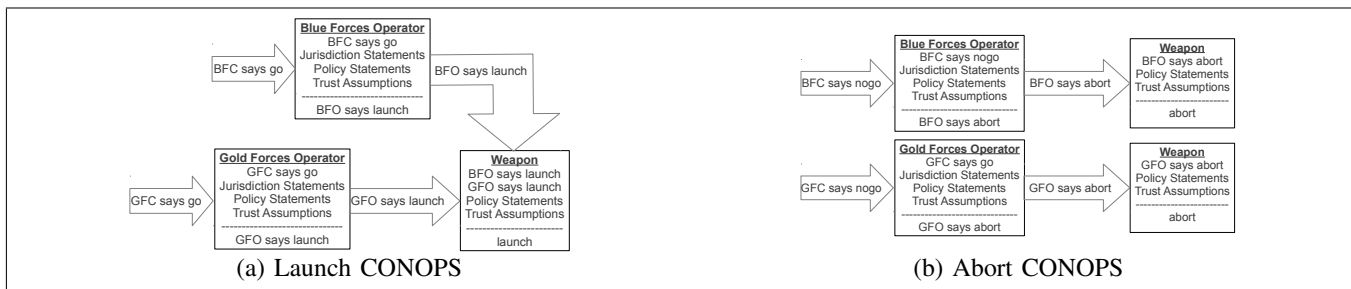 Blue Forces Operator
BFC says go
Jurisdiction Statements
Policy Statements
Trust Assumptions
--------------------------------
BFO says launch
BFC says go
BFO says launch
Gold Forces Operator
GFC says go
Jurisdiction Statements
Policy Statements
Trust Assumptions
--------------------------------
GFO says launch
GFC says go
GFO says launch
Weapon
BFO says launch
GFO says launch
Policy Statements
Trust Assumptions
--------------------------
launch
(a) Launch CONOPS
Blue Forces Operator
BFC says nogo
Jurisdiction Statements
Policy Statements
Trust Assumptions
--------------------------------
BFO says abort
BFC says nogo
BFO says abort
Weapon
BFO says abort
Policy Statements
Trust Assumptions
--------------------------
abort
Gold Forces Operator
GFC says go
Jurisdiction Statements
Policy Statements
Trust Assumptions
--------------------------------
GFO says abort
GFC says nogo
GFO says abort
Weapon
GFO says abort
Policy Statements
Trust Assumptions
--------------------------
abort
(b) Abort CONOPS